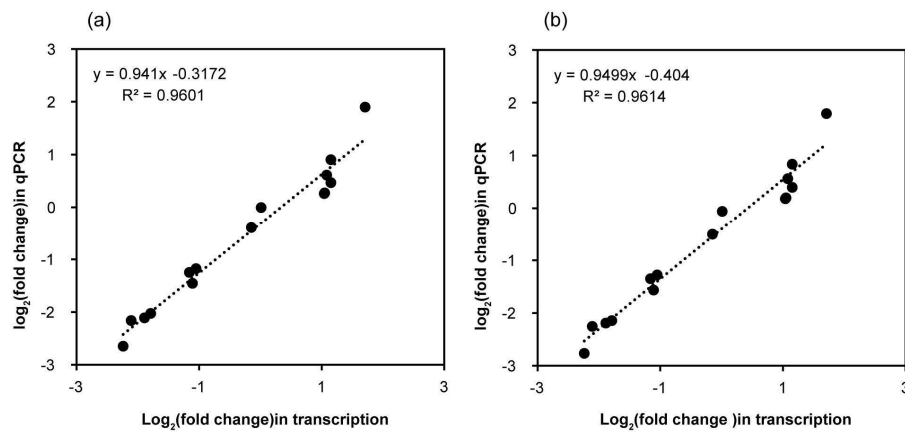 (a)
y = 0.941x -0.3172
R² = 0.9601
log₂(fold change)in qPCR
3
2
1
0
-1
-2
-3
-3
-1
1
3
Log₂(fold change)in transcription
(b)
y = 0.9499x -0.404
R² = 0.9614
log₂(fold change)in qPCR
3
2
1
0
-1
-2
-3
-3
-1
1
3
Log₂(fold change )in transcription